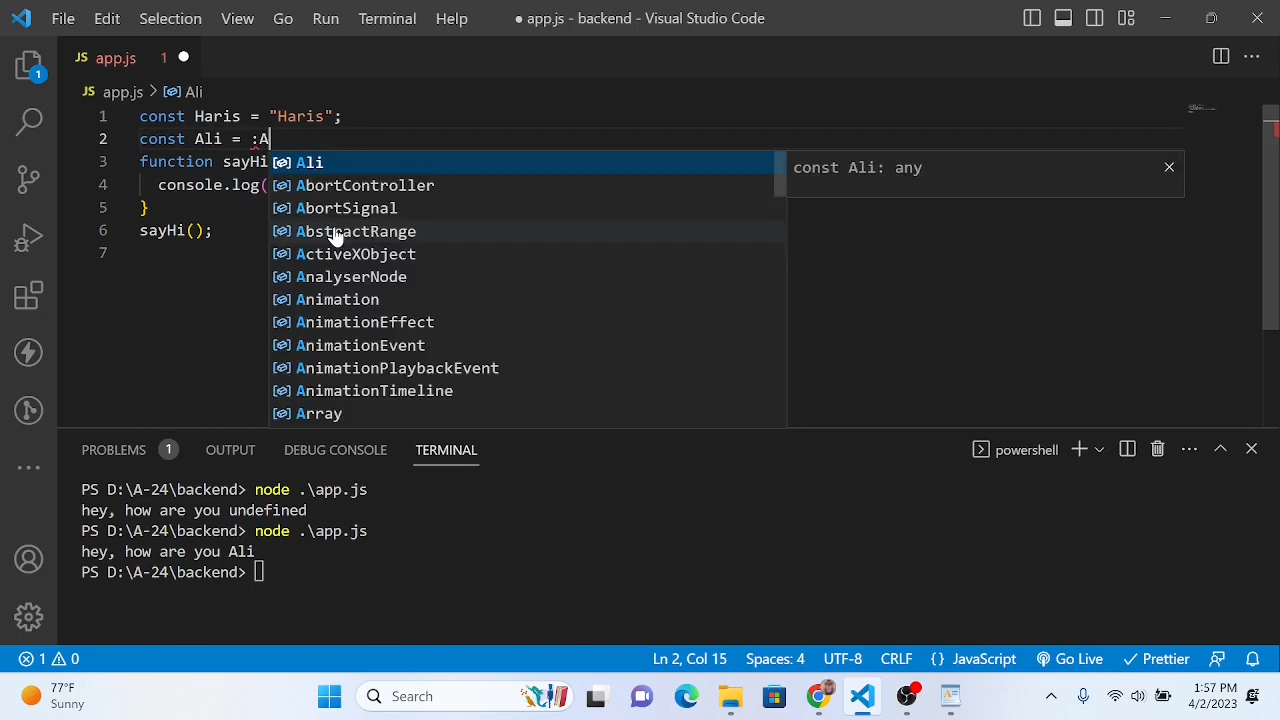 File Edit Selection View Go Run Terminal Help ● app.js - backend - Visual Studio Code
JS app.js 1
JS app.js > Ali
1 const Haris = "Haris";
2 const Ali = :A
3 function sayHi
4 console.log(
5 }
6 sayHi();
7
Ali
AbortController
AbortSignal
AbstractRange
ActiveXObject
AnalyserNode
Animation
AnimationEffect
AnimationEvent
AnimationPlaybackEvent
AnimationTimeline
Array
const Ali: any
1
PROBLEMS 1 OUTPUT DEBUG CONSOLE TERMINAL powershell
PS D:\A-24\backend> node .\app.js
hey, how are you undefined
PS D:\A-24\backend> node .\app.js
hey, how are you Ali
PS D:\A-24\backend>
1 0 Ln 2, Col 15 Spaces: 4 UTF-8 CRLF {} JavaScript Go Live Prettier
77°F
Sunny
Search
1:57 PM
4/2/2023